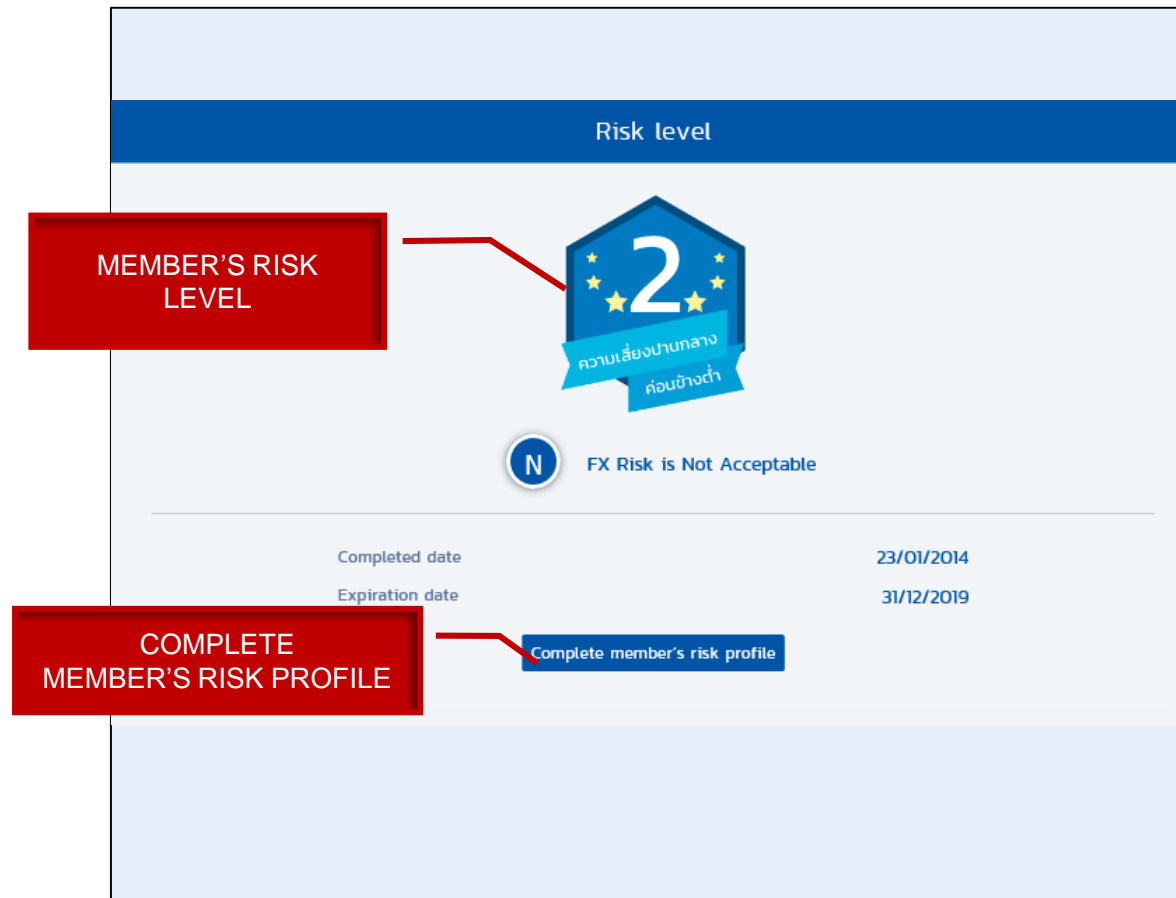 Risk level
MEMBER'S RISK
LEVEL
2
ความเสี่ยงปานกลาง
ค่อนข้างต่ำ
N
FX Risk is Not Acceptable
Completed date
23/01/2014
Expiration date
31/12/2019
COMPLETE
MEMBER'S RISK PROFILE
Complete member's risk profile